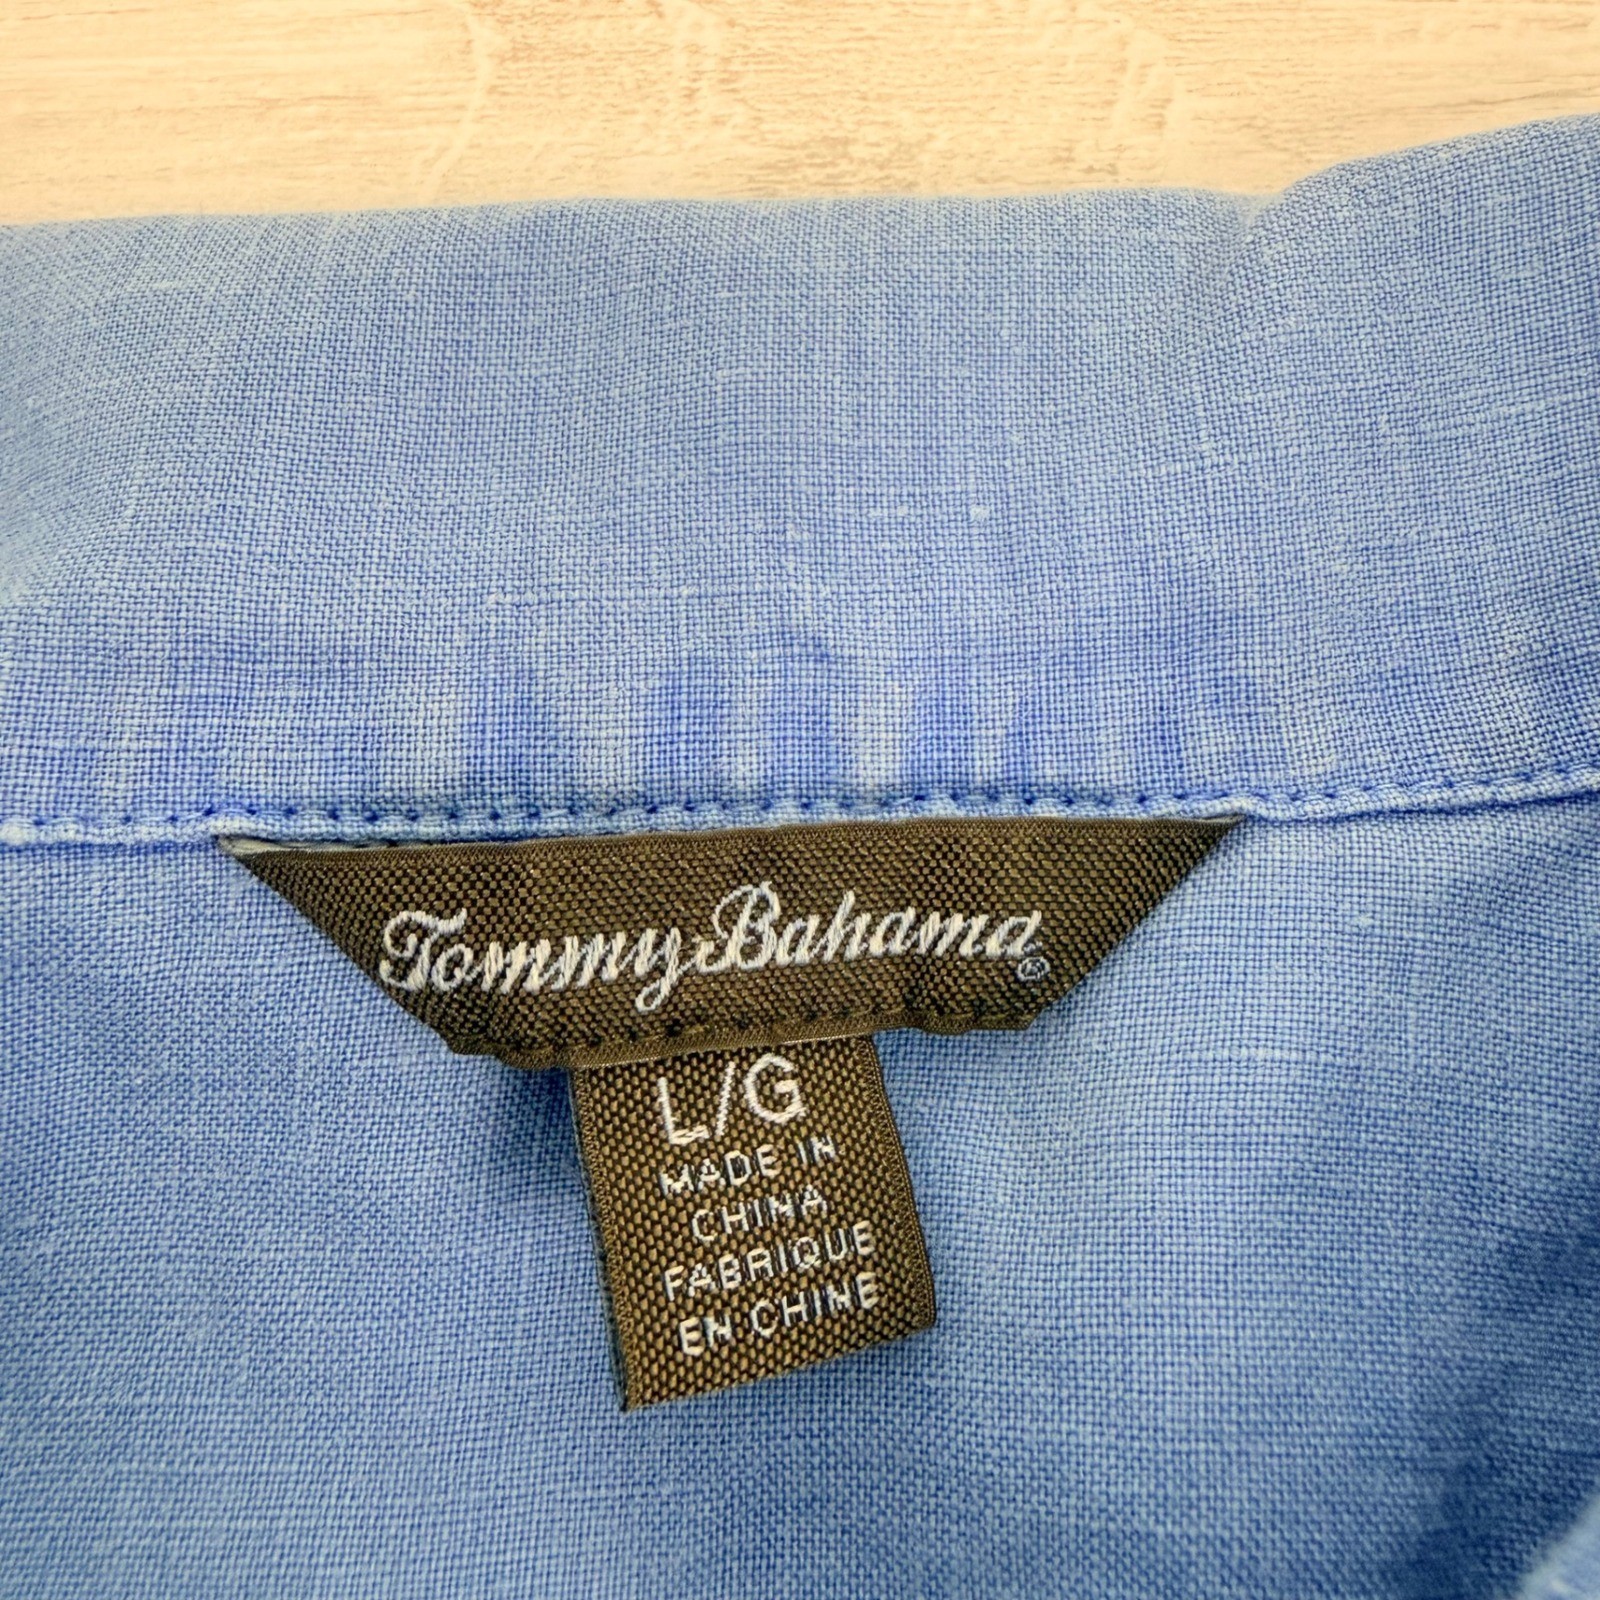 Tommy Bahama®
L/G
MADE IN
CHINA
FABRIQUE
EN CHINE